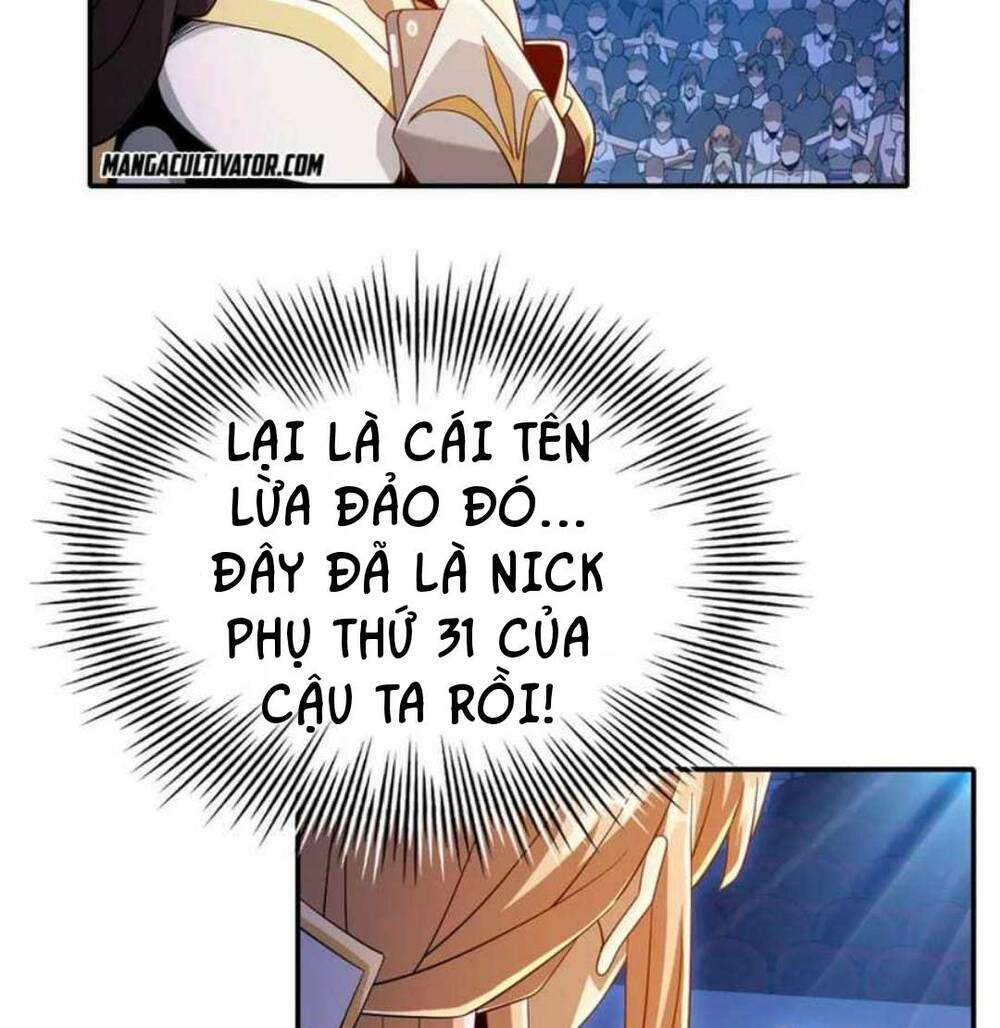 MANGACULTIVATOR.COM
LẠI LÀ CÁI TÊN
LỪA ĐẢO ĐÓ...
ĐÂY ĐÃ LÀ NICK
PHỤ THỨ 31 CỦA
CẬU TA RỒI!